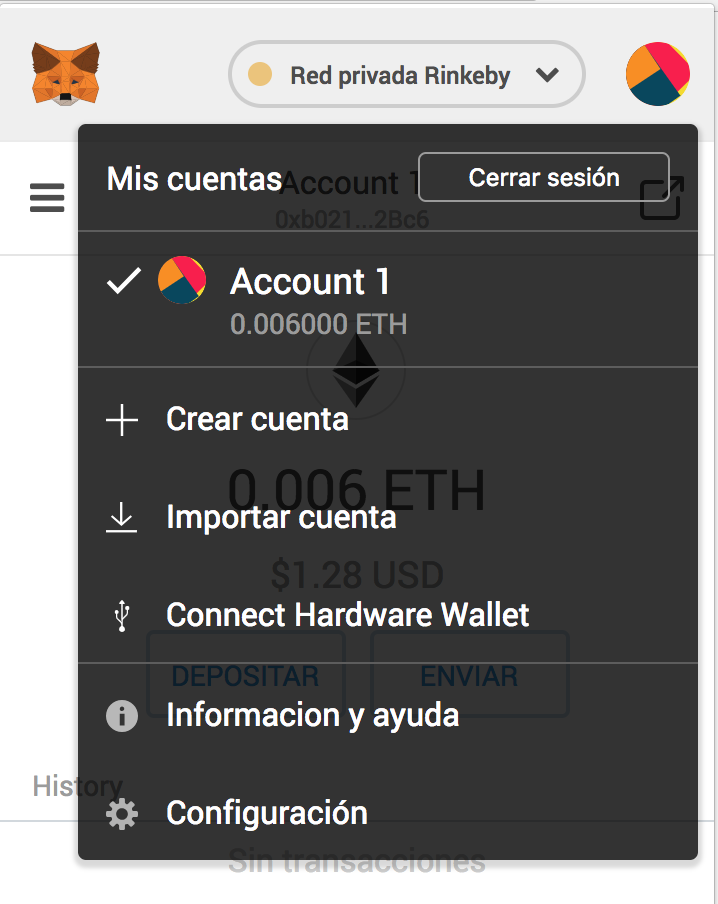 Red privada Rinkeby
Mis cuentas
Account 1
Cerrar sesión
0xb021...2Bc6
Account 1
0.006000 ETH
Crear cuenta
0.006 ETH
Importar cuenta
$1.28 USD
Connect Hardware Wallet
DEPOSITAR
ENVIAR
Informacion y ayuda
History
Configuración
Sin transacciones